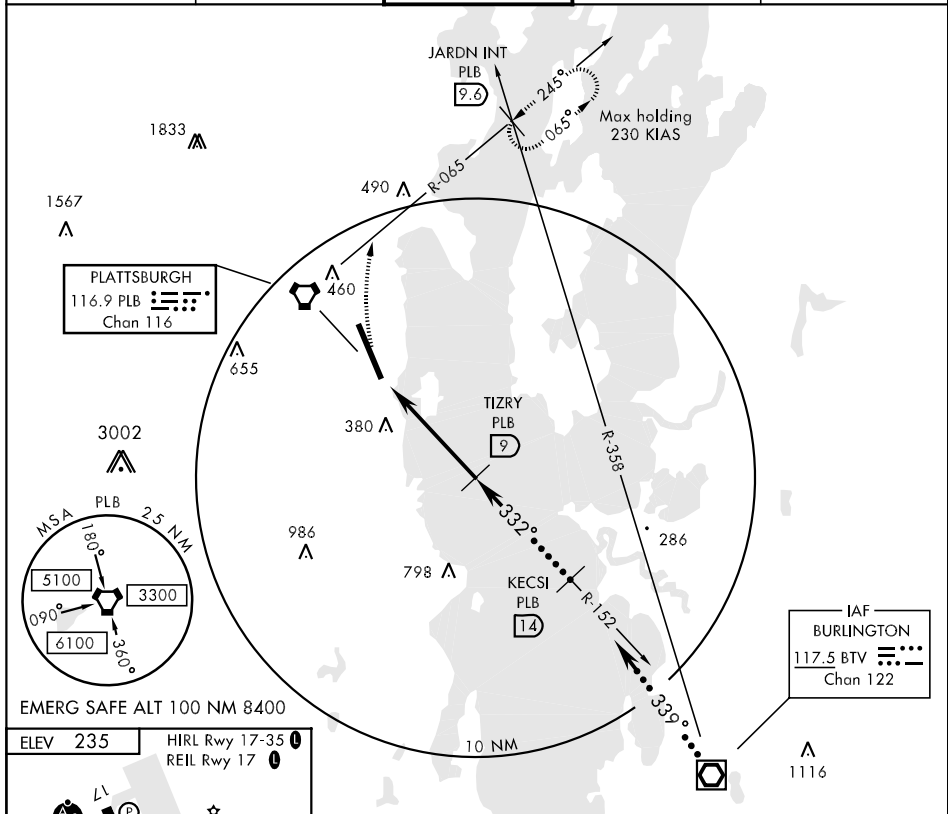 JARDN INT
PLB
9.6
245°
065°
Max holding
230 KIAS
1833
1567
490
R-065
PLATTSBURGH
116.9 PLB
Chan 116
460
655
380
TIZRY
PLB
9
R-358
3002
MSA PLB 25 NM
180°
5100
3300
090°
6100
360°
986
332°
286
798
KECSI
PLB
14
R-152
IAF
BURLINGTON
117.5 BTV
Chan 122
339°
EMERG SAFE ALT 100 NM 8400
10 NM
1116
ELEV 235
HIRL Rwy 17-35 L
REIL Rwy 17 L
17
A
P